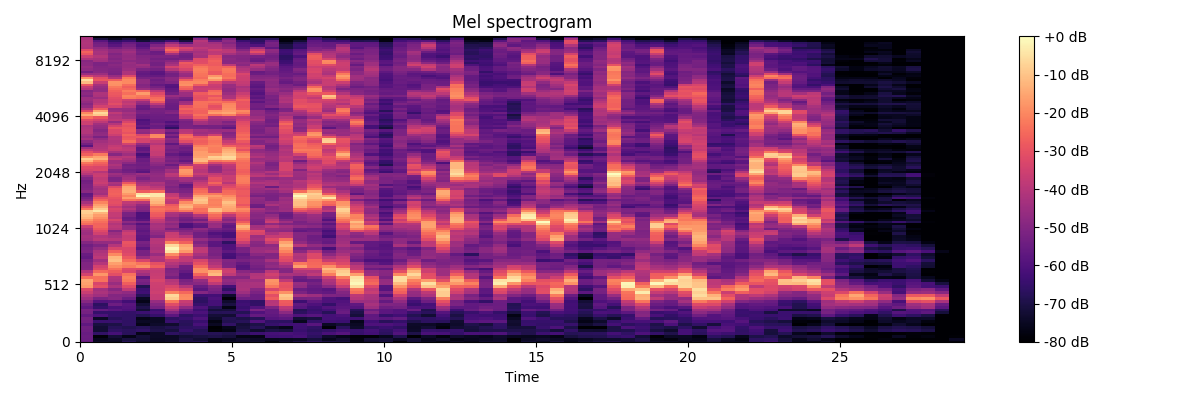 Mel spectrogram
Hz
8192
4096
2048
1024
512
0
0 5 10 15 20 25
Time
+0 dB
-10 dB
-20 dB
-30 dB
-40 dB
-50 dB
-60 dB
-70 dB
-80 dB